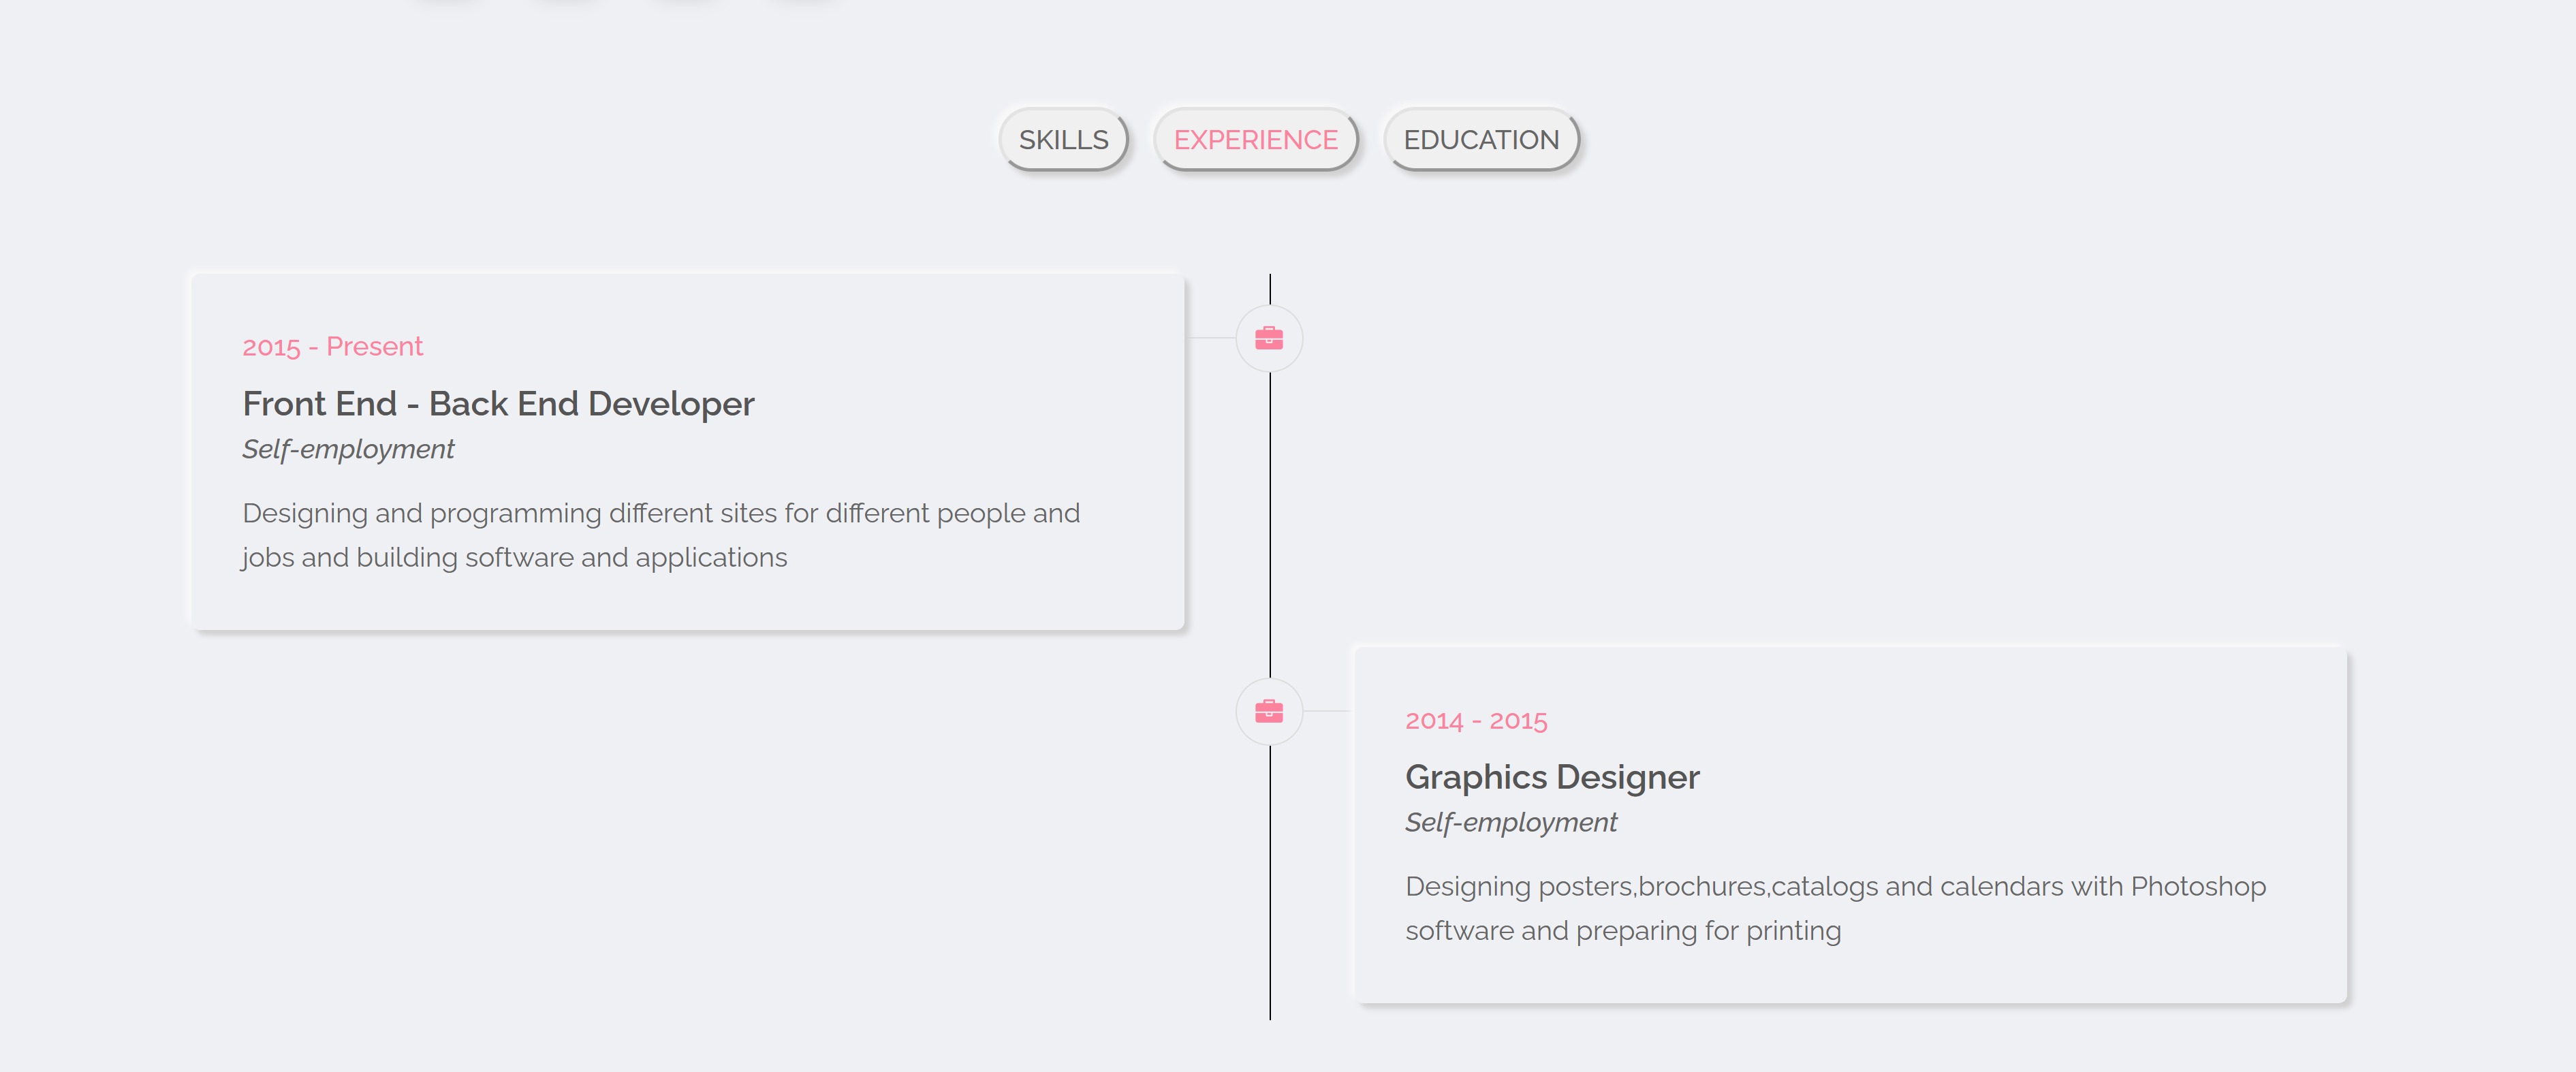 SKILLS
EXPERIENCE
EDUCATION
2015 - Present
Front End - Back End Developer
Self-employment
Designing and programming different sites for different people and
jobs and building software and applications
2014 - 2015
Graphics Designer
Self-employment
Designing posters,brochures,catalogs and calendars with Photoshop
software and preparing for printing